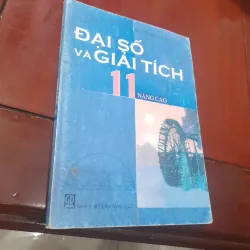 ĐẠI SỐ
VÀ GIẢI TÍCH
11
NÂNG CAO